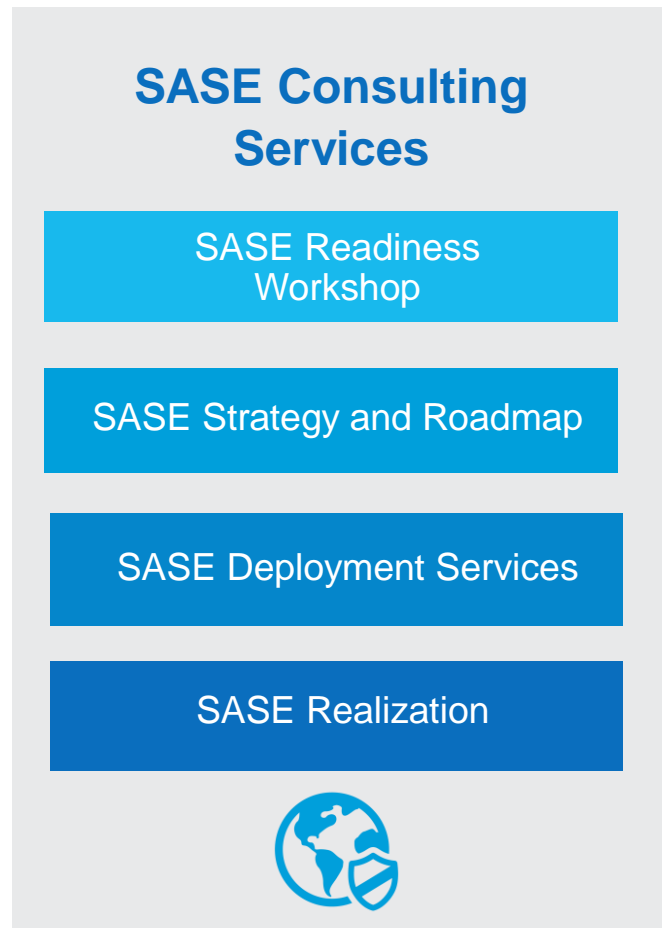 SASE Consulting
Services
SASE Readiness
Workshop
SASE Strategy and Roadmap
SASE Deployment Services
SASE Realization